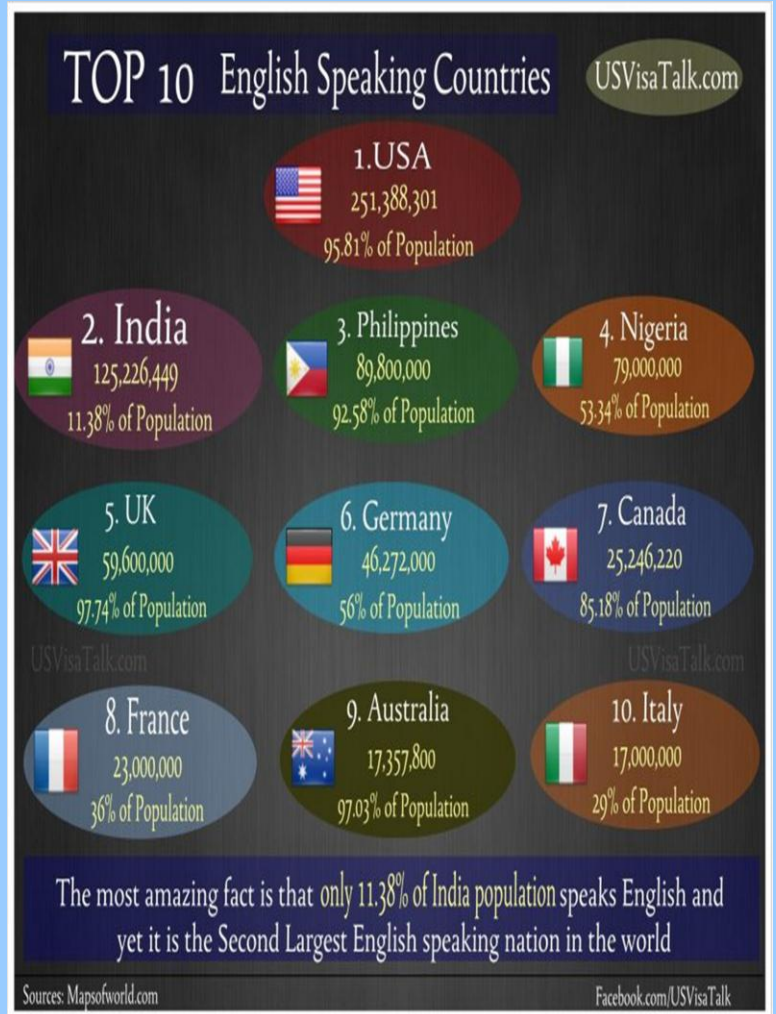 TOP 10 English Speaking Countries
USVisaTalk.com
1.USA
251,388,301
95.81% of Population
2. India
125,226,449
11.38% of Population
3. Philippines
89,800,000
92.58% of Population
4. Nigeria
79,000,000
53.34% of Population
5. UK
59,600,000
97.74% of Population
6. Germany
46,272,000
56% of Population
7. Canada
25,246,220
85.18% of Population
USVisaTalk.com
USVisaTalk.com
8. France
23,000,000
36% of Population
9. Australia
17,357,800
97.03% of Population
10. Italy
17,000,000
29% of Population
The most amazing fact is that only 11.38% of India population speaks English and
yet it is the Second Largest English speaking nation in the world
Sources: Mapsofworld.com
Facebook.com/USVisaTalk